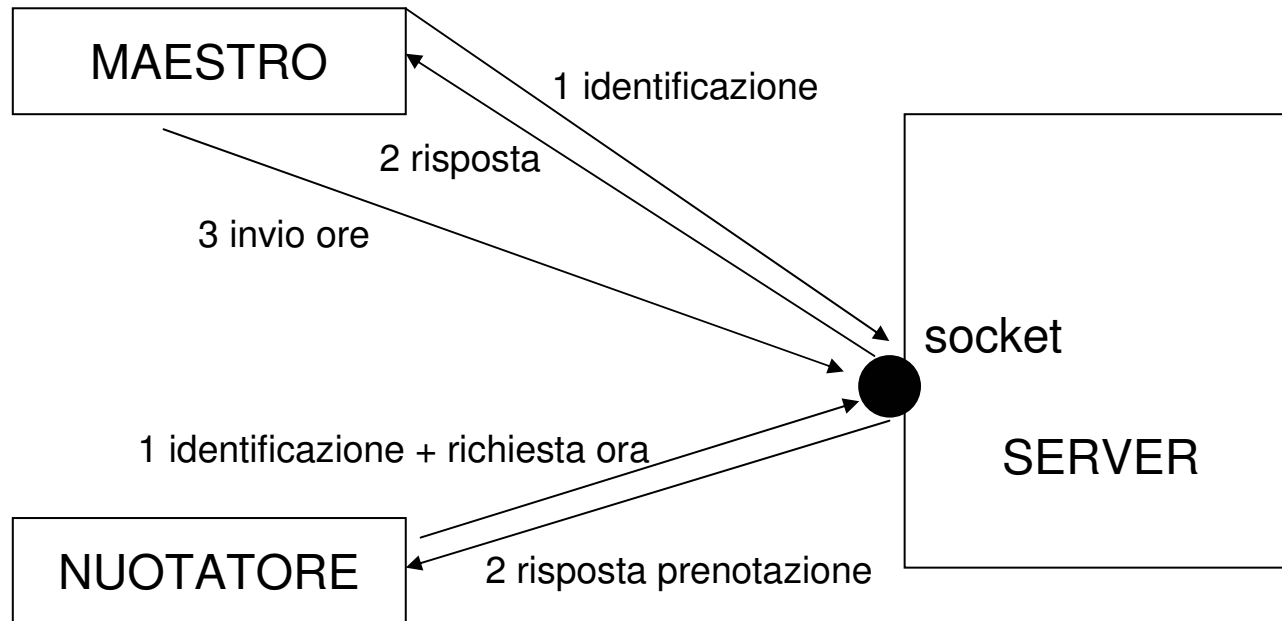 MAESTRO
1 identificazione
2 risposta
3 invio ore
socket
1 identificazione + richiesta ora
SERVER
NUOTATORE
2 risposta prenotazione